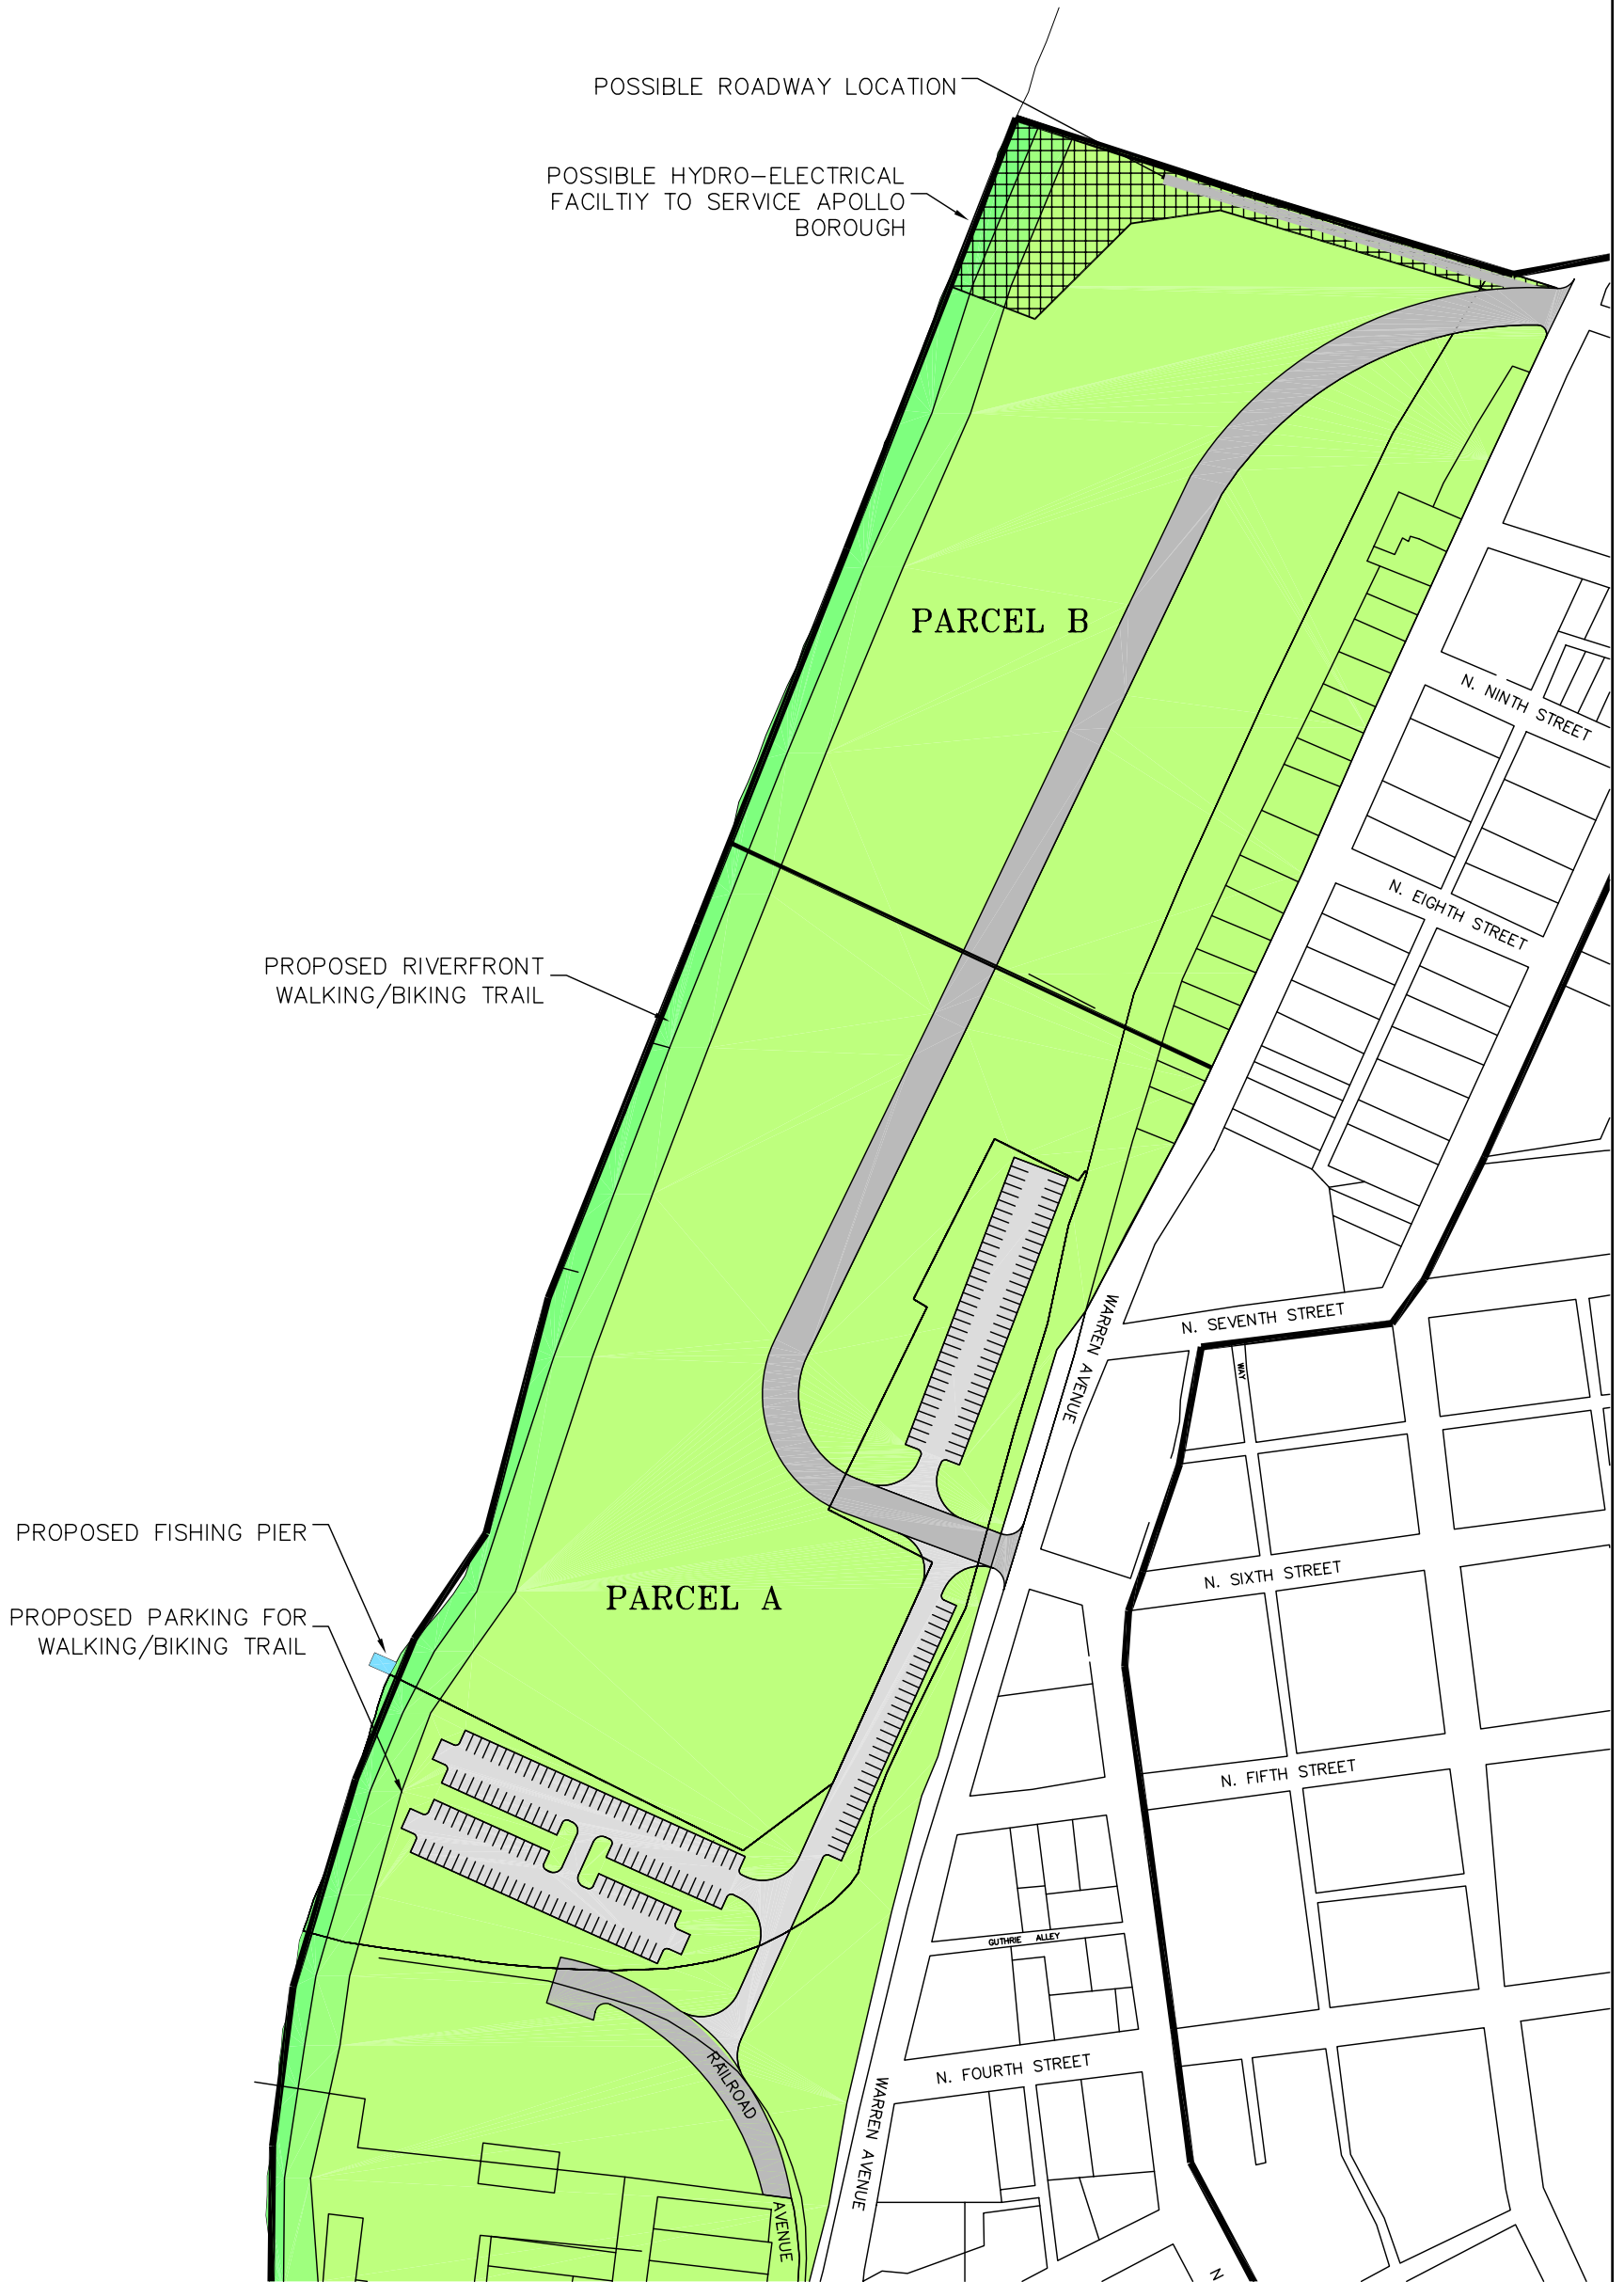 POSSIBLE ROADWAY LOCATION
POSSIBLE HYDRO-ELECTRICAL
FACILTIY TO SERVICE APOLLO
BOROUGH
PARCEL B
N. NINTH STREET
N. EIGHTH STREET
PROPOSED RIVERFRONT
WALKING/BIKING TRAIL
WARREN AVENUE
N. SEVENTH STREET
WAY
PROPOSED FISHING PIER
PROPOSED PARKING FOR
WALKING/BIKING TRAIL
PARCEL A
N. SIXTH STREET
N. FIFTH STREET
GUTHRIE ALLEY
N. FOURTH STREET
RAILROAD
AVENUE
WARREN AVENUE
N